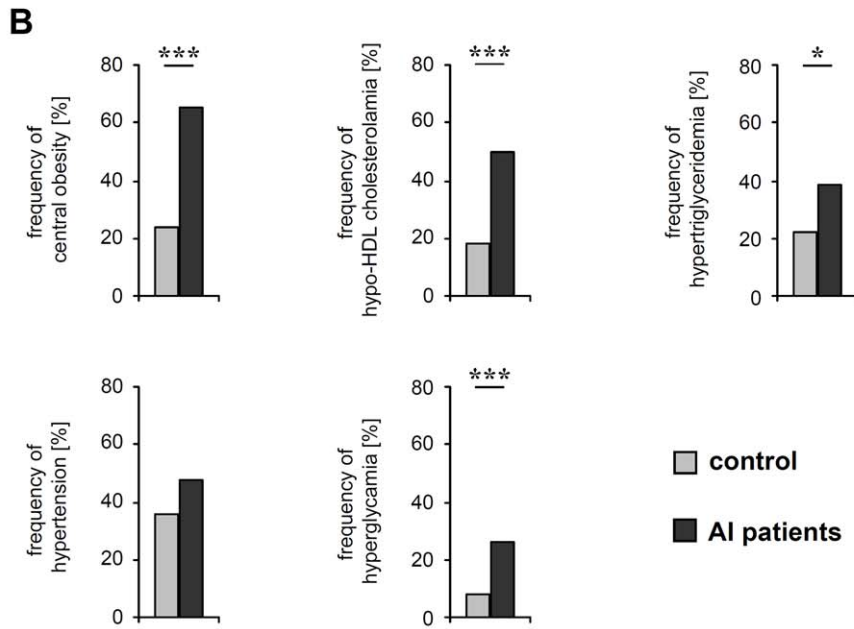 B
frequency of
central obesity [%]
80
60
40
20
0
***
frequency of
hypo-HDL cholesterolamia [%]
80
60
40
20
0
***
frequency of
hypertriglyceridemia [%]
80
60
40
20
0
*
frequency of
hypertension [%]
80
60
40
20
0
frequency of
hyperglycamia [%]
80
60
40
20
0
***
control
AI patients